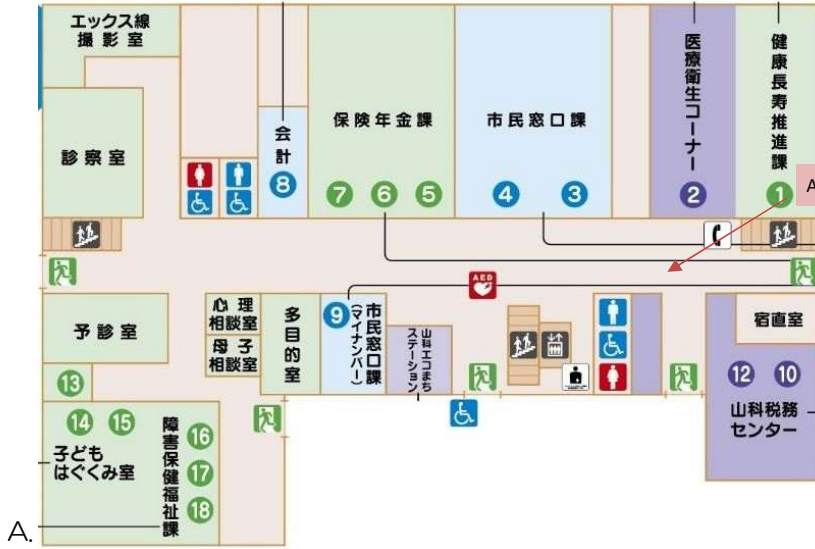 エックス線
撮影室
診察室
会計
8
保険年金課
7 6 5
市民窓口課
4 3
医療衛生コーナー
2
健康長寿推進課
1
A
AED
予診室
心理
相談室
母子
相談室
多目的室
9
市民窓口課
(マイナンバー)
山科エコまち
ステーション
宿直室
12 10
山科税務
センター
13
14 15
子ども
はぐくみ室
障害保健福祉課
16
17
18
A.